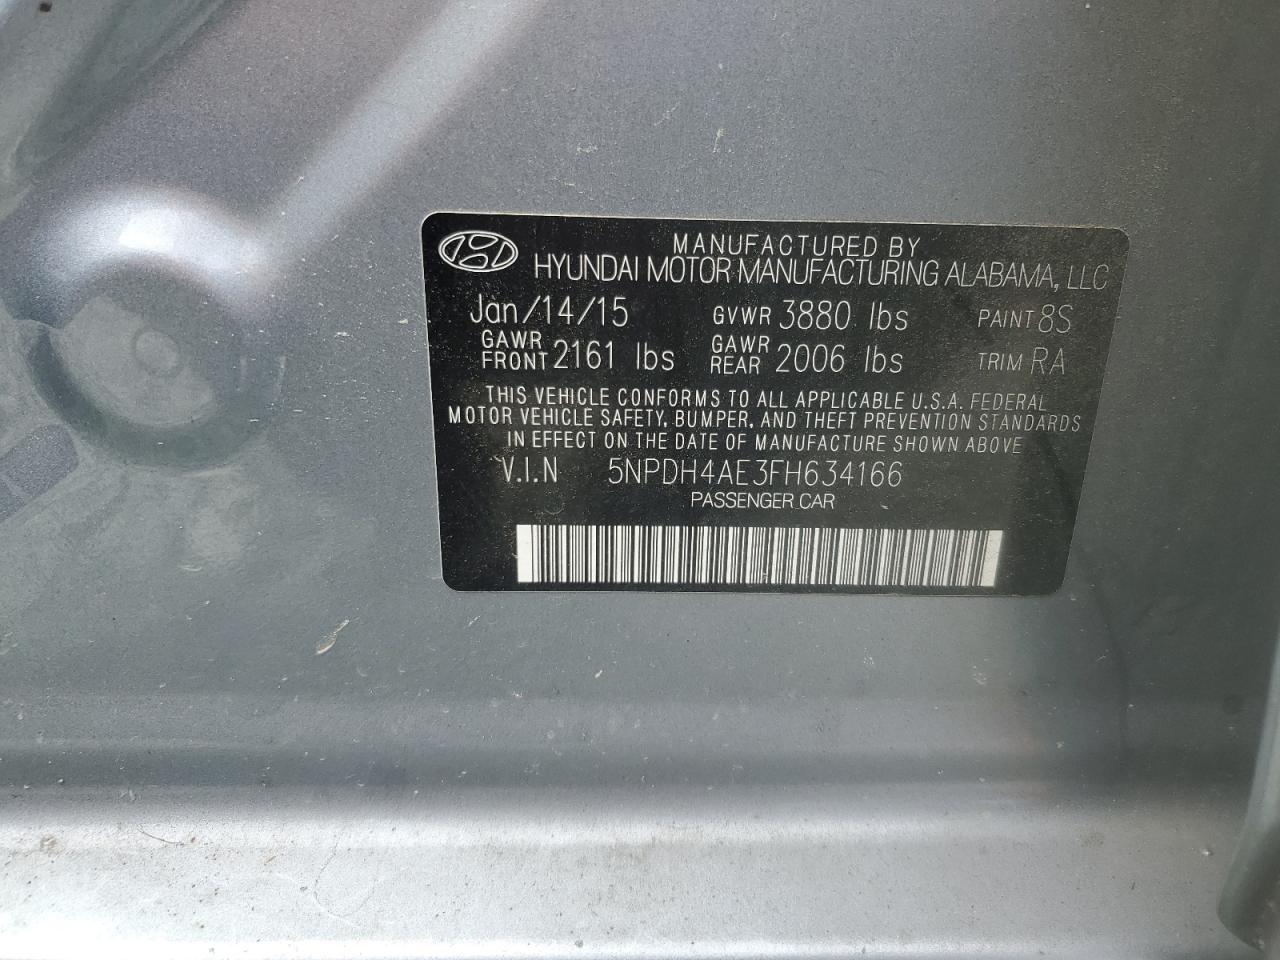 MANUFACTURED BY
HYUNDAI MOTOR MANUFACTURING ALABAMA, LLC
Jan/14/15 GVWR 3880 lbs PAINT 8S
GAWR FRONT 2161 lbs GAWR REAR 2006 lbs TRIM RA
THIS VEHICLE CONFORMS TO ALL APPLICABLE U.S.A. FEDERAL
MOTOR VEHICLE SAFETY, BUMPER, AND THEFT PREVENTION STANDARDS
IN EFFECT ON THE DATE OF MANUFACTURE SHOWN ABOVE
V.I.N 5NPDH4AE3FH634166
PASSENGER CAR